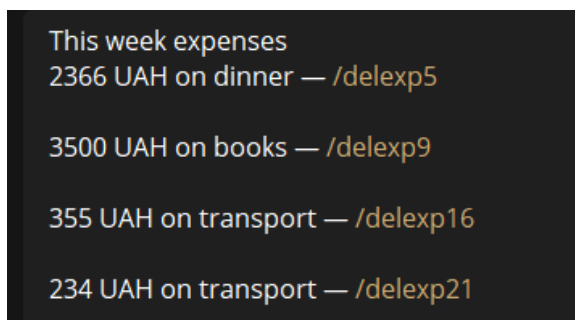 This week expenses
2366 UAH on dinner — /delexp5
3500 UAH on books — /delexp9
355 UAH on transport — /delexp16
234 UAH on transport — /delexp21